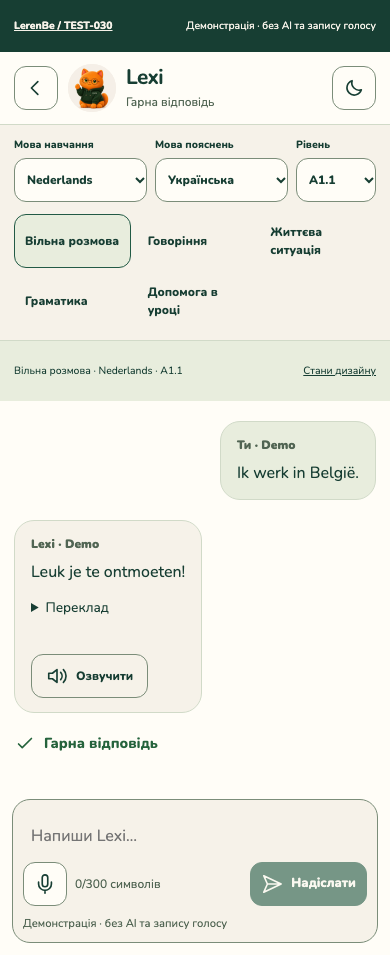 LerenBe / TEST-030
Демонстрація · без AI та запису голосу
Lexi
Гарна відповідь
Мова навчання
Мова пояснень
Рівень
Nederlands
Українська
A1.1
Вільна розмова
Говоріння
Життєва
ситуація
Граматика
Допомога в
уроці
Вільна розмова · Nederlands · A1.1
Стани дизайну
Ти · Demo
Ik werk in België.
Lexi · Demo
Leuk je te ontmoeten!
Переклад
Озвучити
Гарна відповідь
Напиши Lexi...
0/300 символів
Надіслати
Демонстрація · без AI та запису голосу